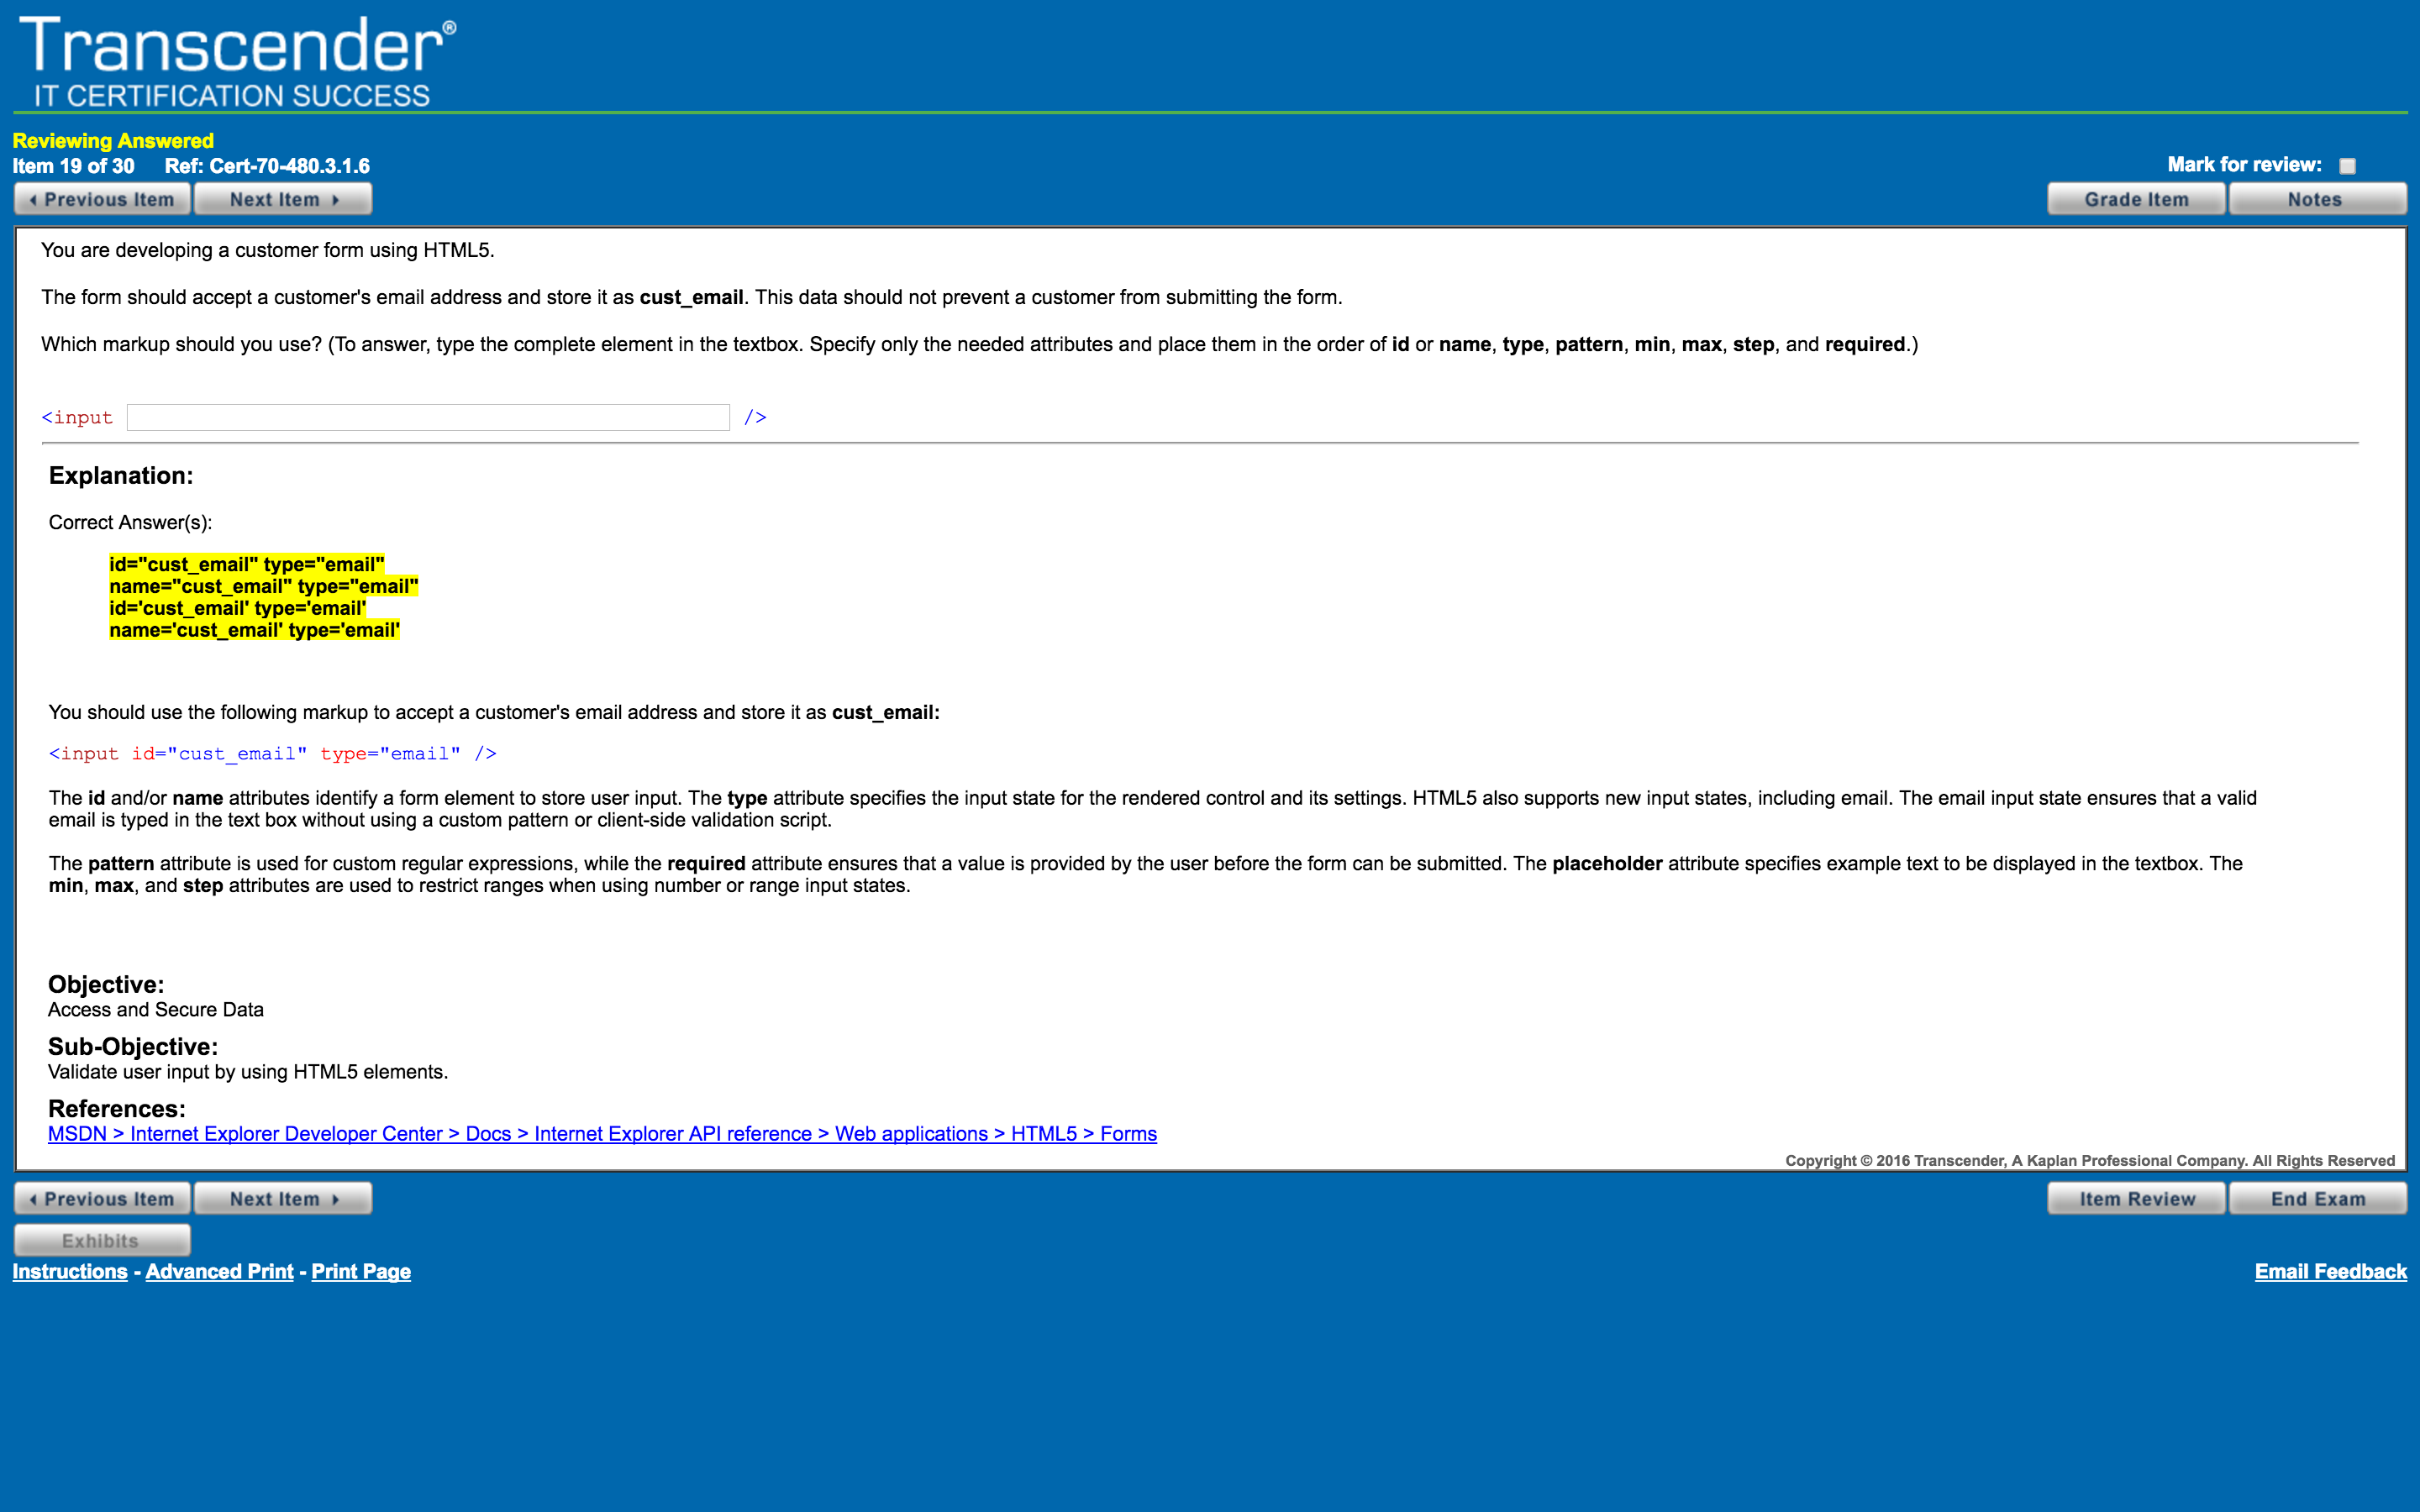 Transcender®
IT CERTIFICATION SUCCESS
Reviewing Answered
Item 19 of 30 Ref: Cert-70-480.3.1.6
Mark for review:
Previous Item Next Item Grade Item Notes
You are developing a customer form using HTML5.
The form should accept a customer's email address and store it as cust_email. This data should not prevent a customer from submitting the form.
Which markup should you use? (To answer, type the complete element in the textbox. Specify only the needed attributes and place them in the order of id or name, type, pattern, min, max, step, and required.)
<input />
Explanation:
Correct Answer(s):
id="cust_email" type="email"
name="cust_email" type="email"
id='cust_email' type='email'
name='cust_email' type='email'
You should use the following markup to accept a customer's email address and store it as cust_email:
<input id="cust_email" type="email" />
The id and/or name attributes identify a form element to store user input. The type attribute specifies the input state for the rendered control and its settings. HTML5 also supports new input states, including email. The email input state ensures that a valid
email is typed in the text box without using a custom pattern or client-side validation script.
The pattern attribute is used for custom regular expressions, while the required attribute ensures that a value is provided by the user before the form can be submitted. The placeholder attribute specifies example text to be displayed in the textbox. The
min, max, and step attributes are used to restrict ranges when using number or range input states.
Objective:
Access and Secure Data
Sub-Objective:
Validate user input by using HTML5 elements.
References:
MSDN > Internet Explorer Developer Center > Docs > Internet Explorer API reference > Web applications > HTML5 > Forms
Copyright © 2016 Transcender, A Kaplan Professional Company. All Rights Reserved
Previous Item Next Item Item Review End Exam
Exhibits
Instructions - Advanced Print - Print Page Email Feedback